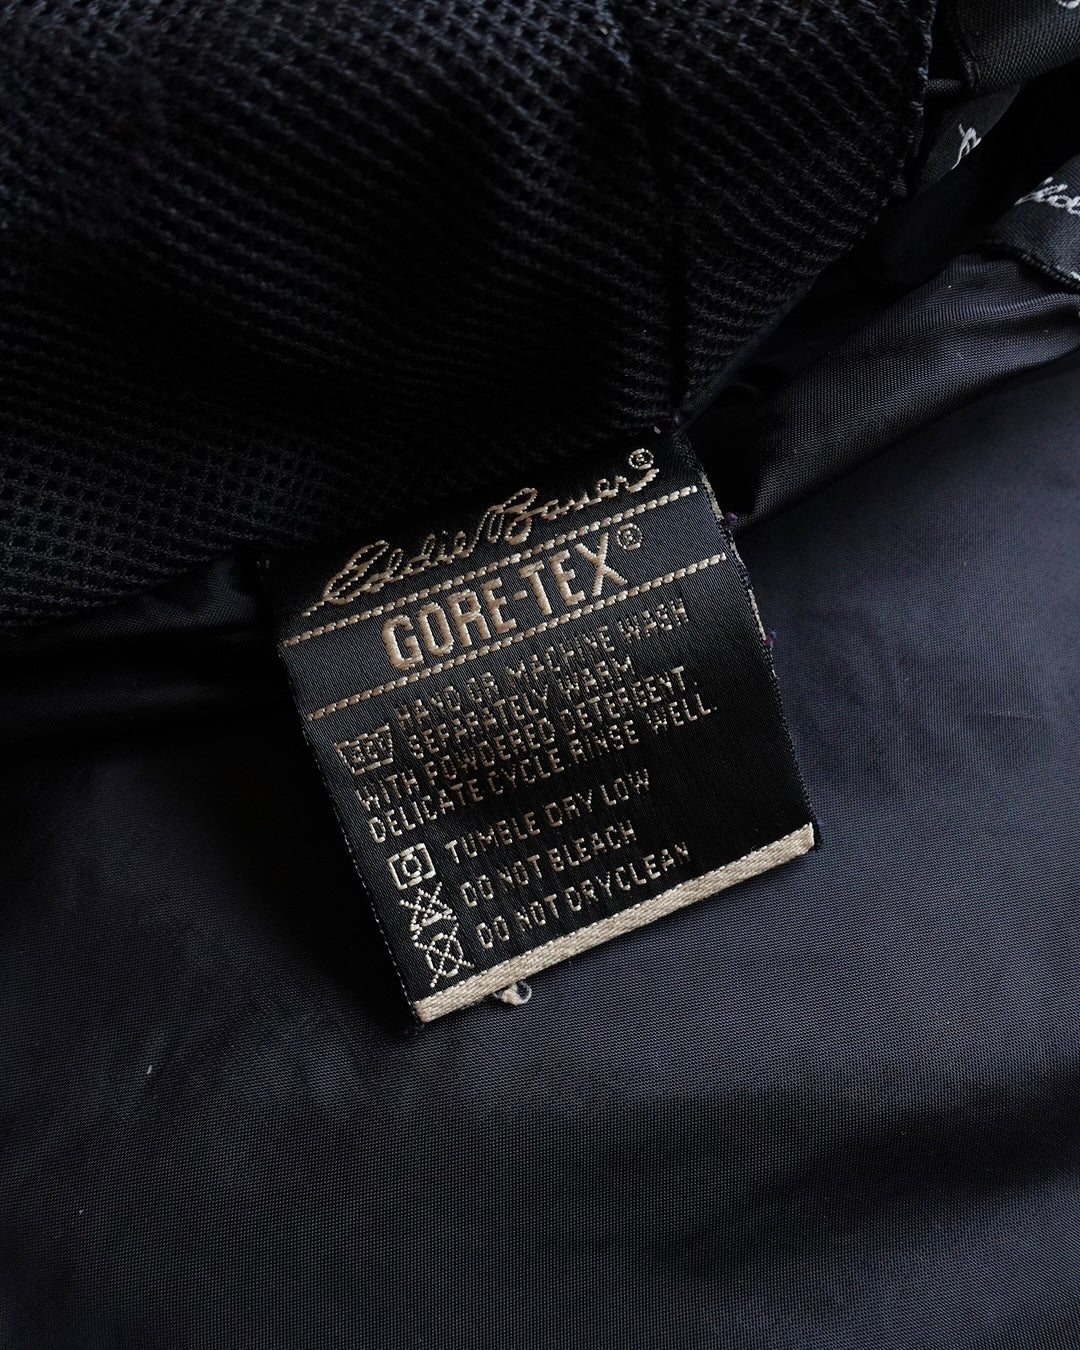 Eddie Bauer®
GORE-TEX®
HAND OR MACHINE WASH
SEPARATELY WARM
WITH POWDERED DETERGENT.
DELICATE CYCLE RINSE WELL.
TUMBLE DRY LOW
DO NOT BLEACH
DO NOT DRYCLEAN